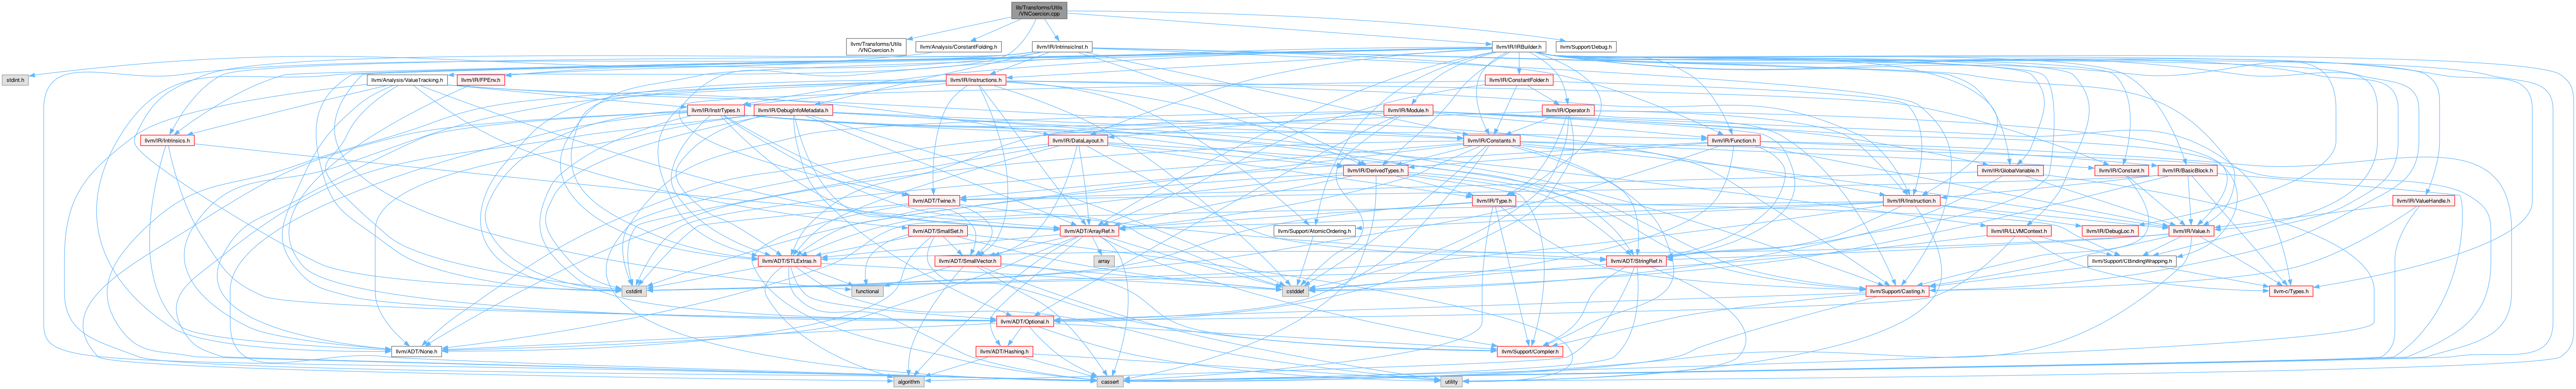 lib/Transforms/Utils
/VNCoercion.cpp
llvm/Transforms/Utils
/VNCoercion.h
llvm/Analysis/ConstantFolding.h
llvm/IR/IntrinsicInst.h
llvm/IR/IRBuilder.h
llvm/Support/Debug.h
stdint.h
llvm/Analysis/ValueTracking.h
llvm/IR/FPEnv.h
llvm/IR/Instructions.h
llvm/IR/ConstantFolder.h
llvm/IR/InstrTypes.h
llvm/IR/DebugInfoMetadata.h
llvm/IR/Module.h
llvm/IR/Operator.h
llvm/IR/Intrinsics.h
llvm/IR/DataLayout.h
llvm/IR/Constants.h
llvm/IR/Function.h
llvm/IR/DerivedTypes.h
llvm/IR/GlobalVariable.h
llvm/IR/Constant.h
llvm/IR/BasicBlock.h
llvm/ADT/Twine.h
llvm/IR/Type.h
llvm/IR/Instruction.h
llvm/IR/ValueHandle.h
llvm/ADT/SmallSet.h
llvm/ADT/ArrayRef.h
llvm/Support/AtomicOrdering.h
llvm/IR/LLVMContext.h
llvm/IR/DebugLoc.h
llvm/IR/Value.h
llvm/ADT/STLExtras.h
llvm/ADT/SmallVector.h
array
llvm/ADT/StringRef.h
llvm/Support/CBindingWrapping.h
cstdint
functional
cstddef
llvm/Support/Casting.h
llvm-c/Types.h
llvm/ADT/Optional.h
llvm/ADT/None.h
llvm/ADT/Hashing.h
llvm/Support/Compiler.h
algorithm
cassert
utility